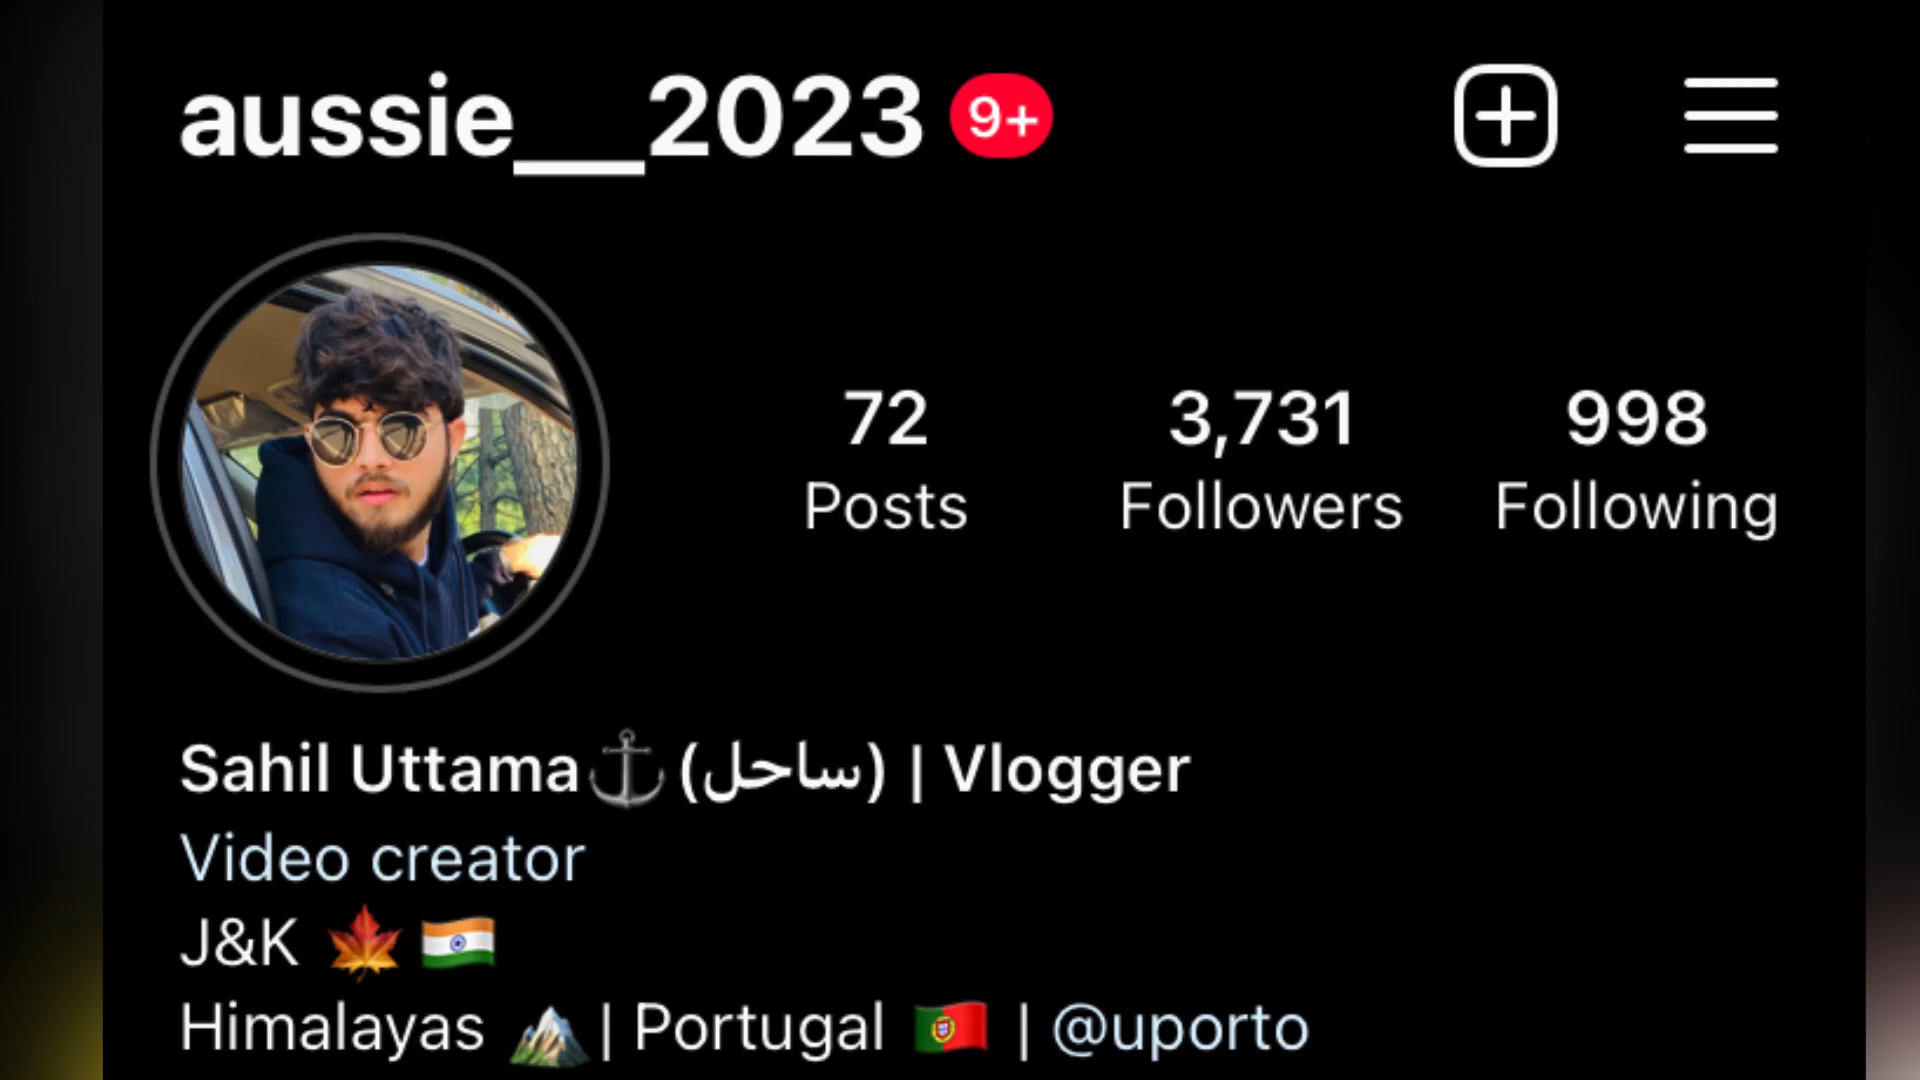 aussie__2023 9+
72 3,731 998
Posts Followers Following
Sahil Uttama⚓(ساحل) | Vlogger
Video creator
J&K 🍁 🇮🇳
Himalayas 🏔️ | Portugal 🇵🇹 | @uporto